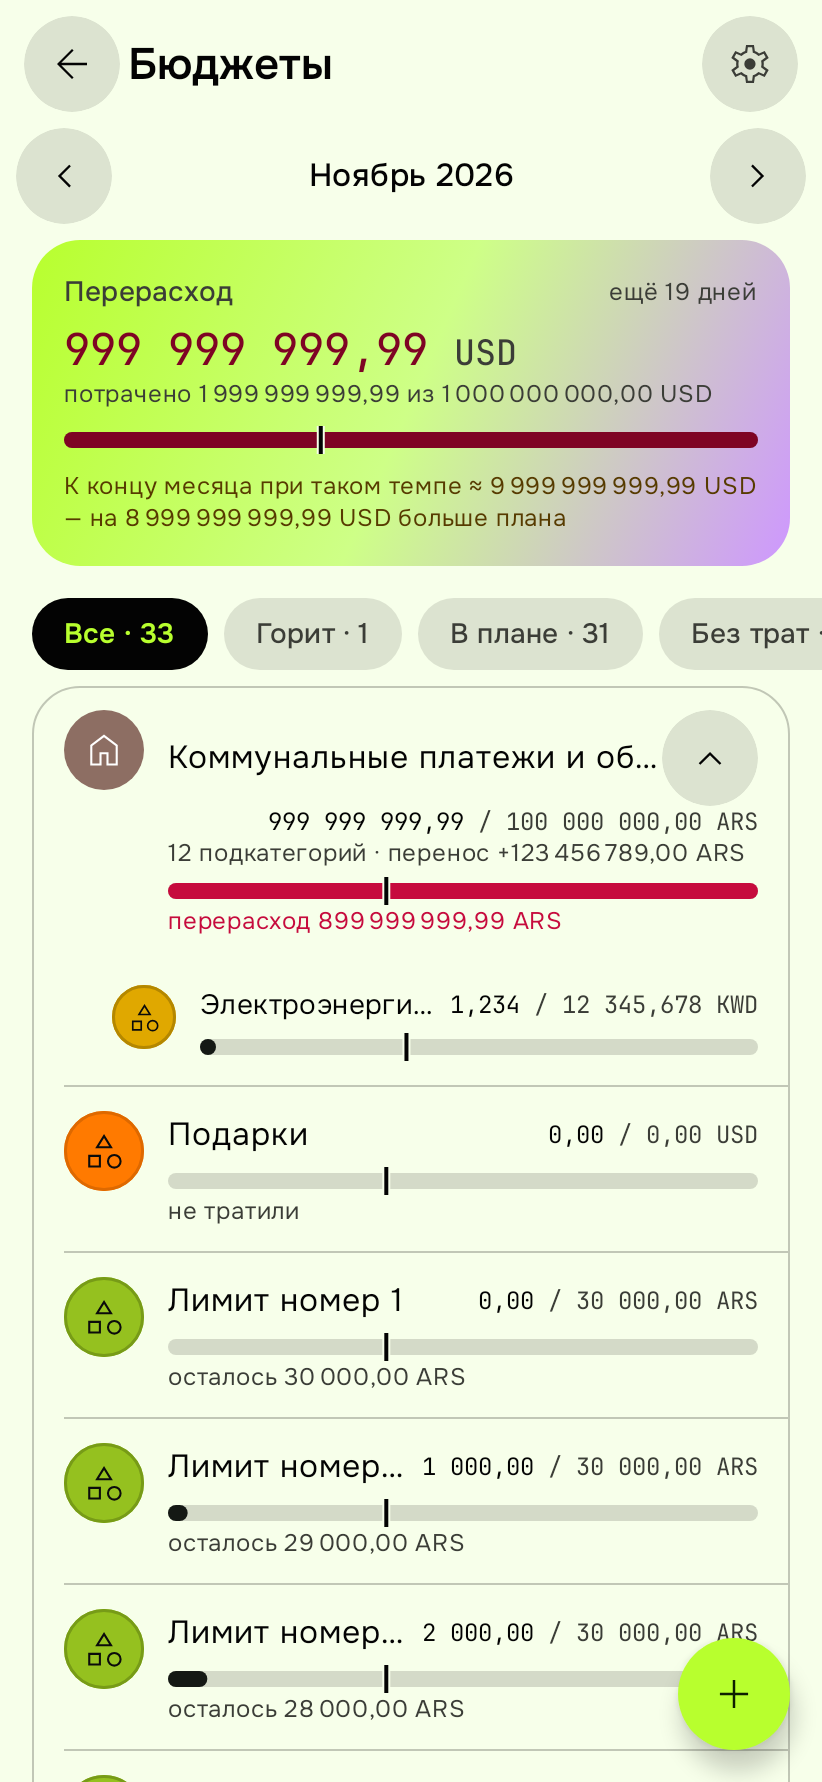 Бюджеты
Ноябрь 2026
Перерасход
ещё 19 дней
999 999 999,99 USD
потрачено 1 999 999 999,99 из 1 000 000 000,00 USD
К концу месяца при таком темпе ≈ 9 999 999 999,99 USD
— на 8 999 999 999,99 USD больше плана
Все · 33
Горит · 1
В плане · 31
Без трат ·
Коммунальные платежи и об...
999 999 999,99 / 100 000 000,00 ARS
12 подкатегорий · перенос +123 456 789,00 ARS
перерасход 899 999 999,99 ARS
Электроэнерги... 1,234 / 12 345,678 KWD
Подарки 0,00 / 0,00 USD
не тратили
Лимит номер 1 0,00 / 30 000,00 ARS
осталось 30 000,00 ARS
Лимит номер... 1 000,00 / 30 000,00 ARS
осталось 29 000,00 ARS
Лимит номер... 2 000,00 / 30 000,00 ARS
осталось 28 000,00 ARS